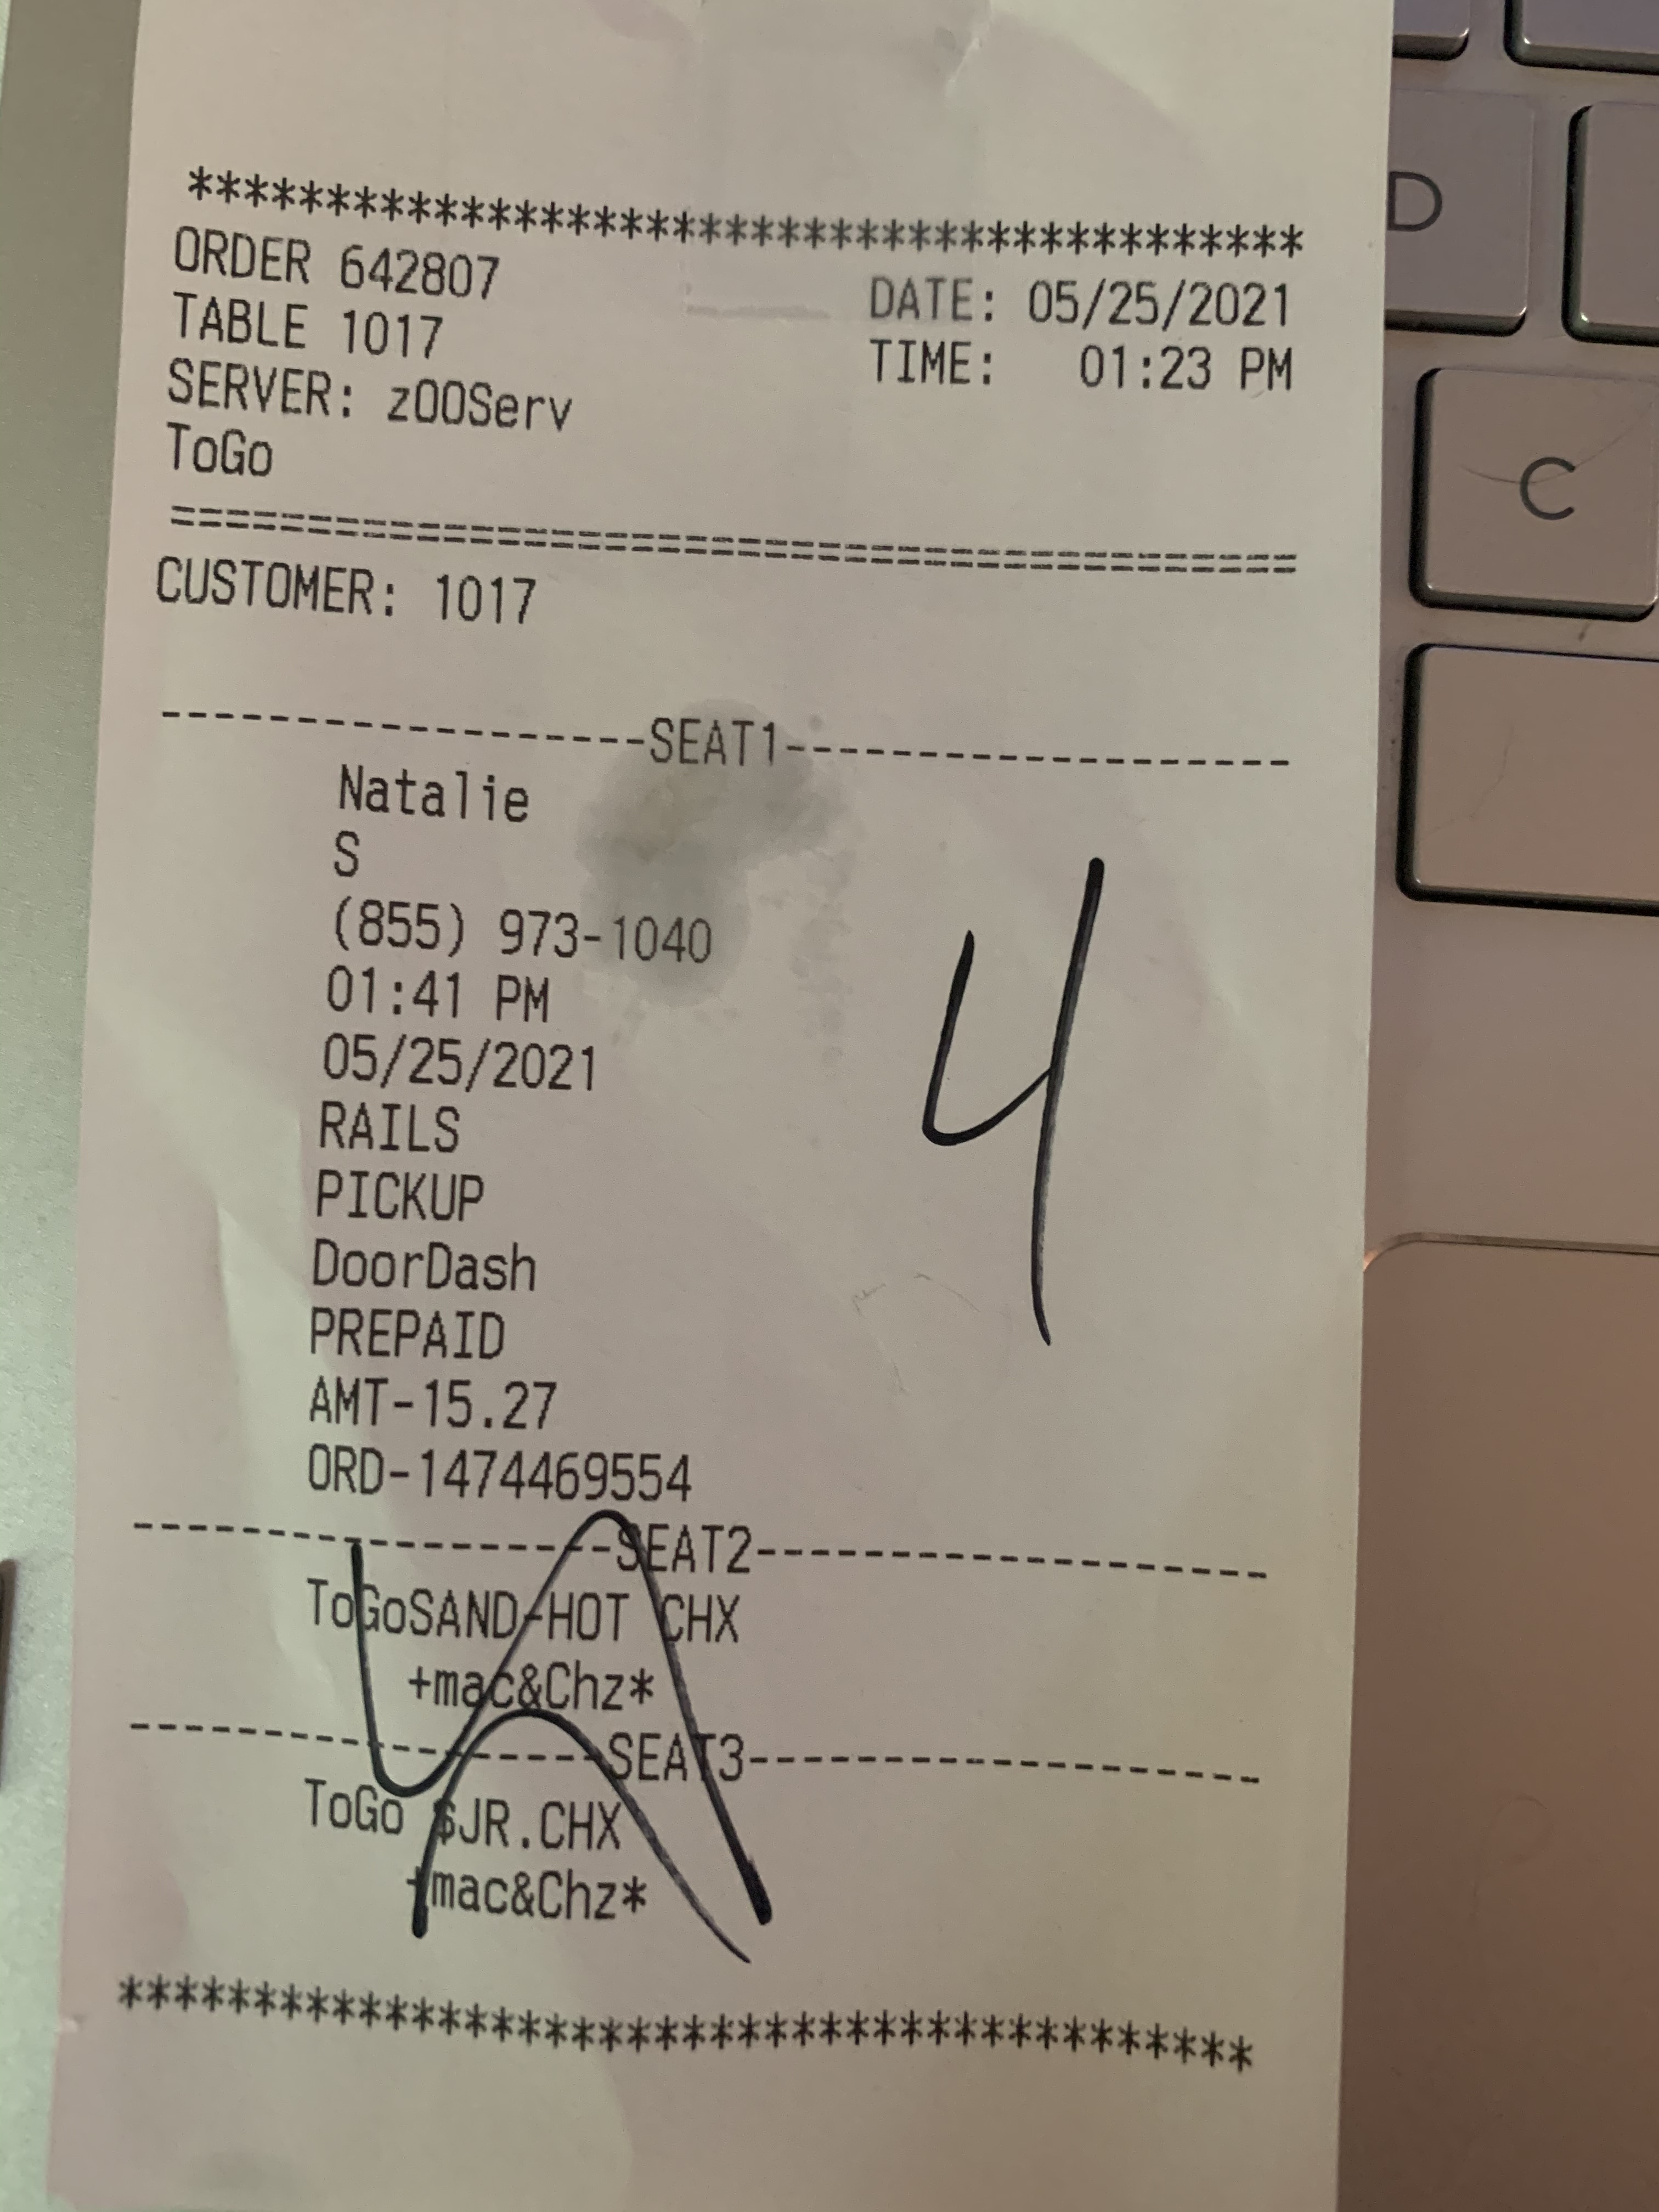 ******************************************
ORDER 642807 DATE: 05/25/2021
TABLE 1017 TIME: 01:23 PM
SERVER: z00Serv
ToGo
==========================================
CUSTOMER: 1017
------------------SEAT1-------------------
Natalie
S
(855) 973-1040
01:41 PM
05/25/2021
RAILS
PICKUP
DoorDash
PREPAID
AMT-15.27
ORD-1474469554
4
------------------SEAT2-------------------
ToGoSAND-HOT CHX
+mac&Chz*
------------------SEAT3-------------------
ToGo $JR.CHX
+mac&Chz*
******************************************
D
C